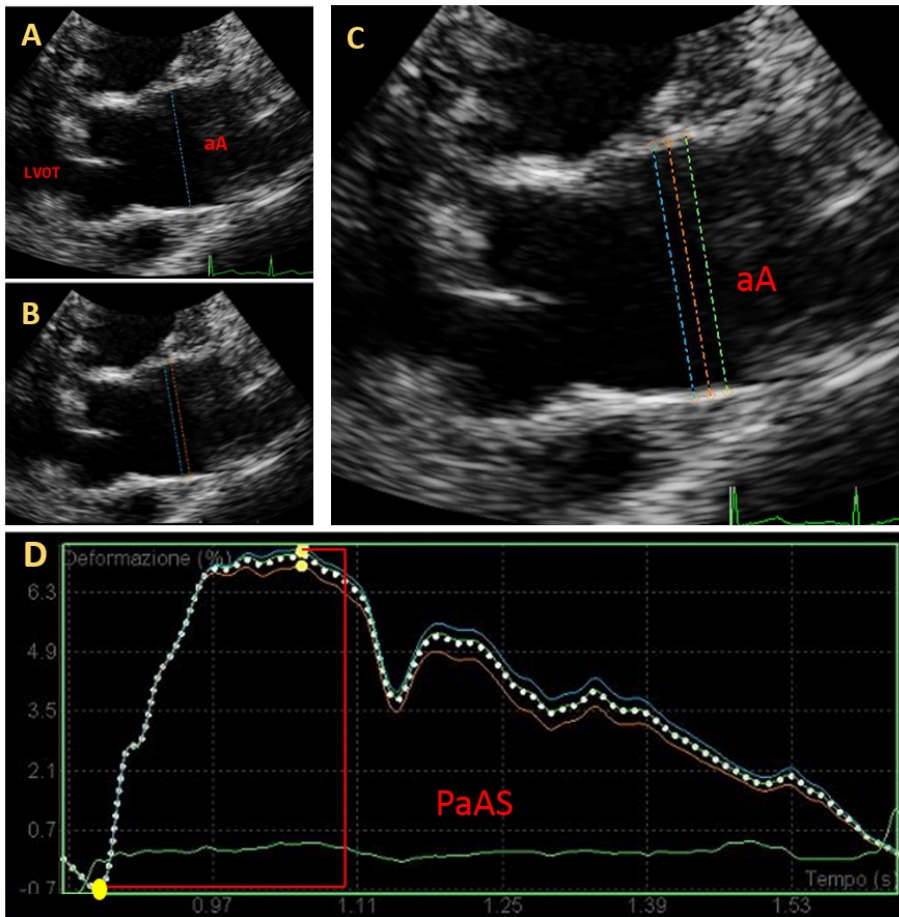 A
aA
LVOT
B
C
aA
D
Deformazione (%)
6.3
4.9
3.5
2.1
0.7
-0.7
PaAS
Tempo (s)
0.97
1.11
1.25
1.39
1.53